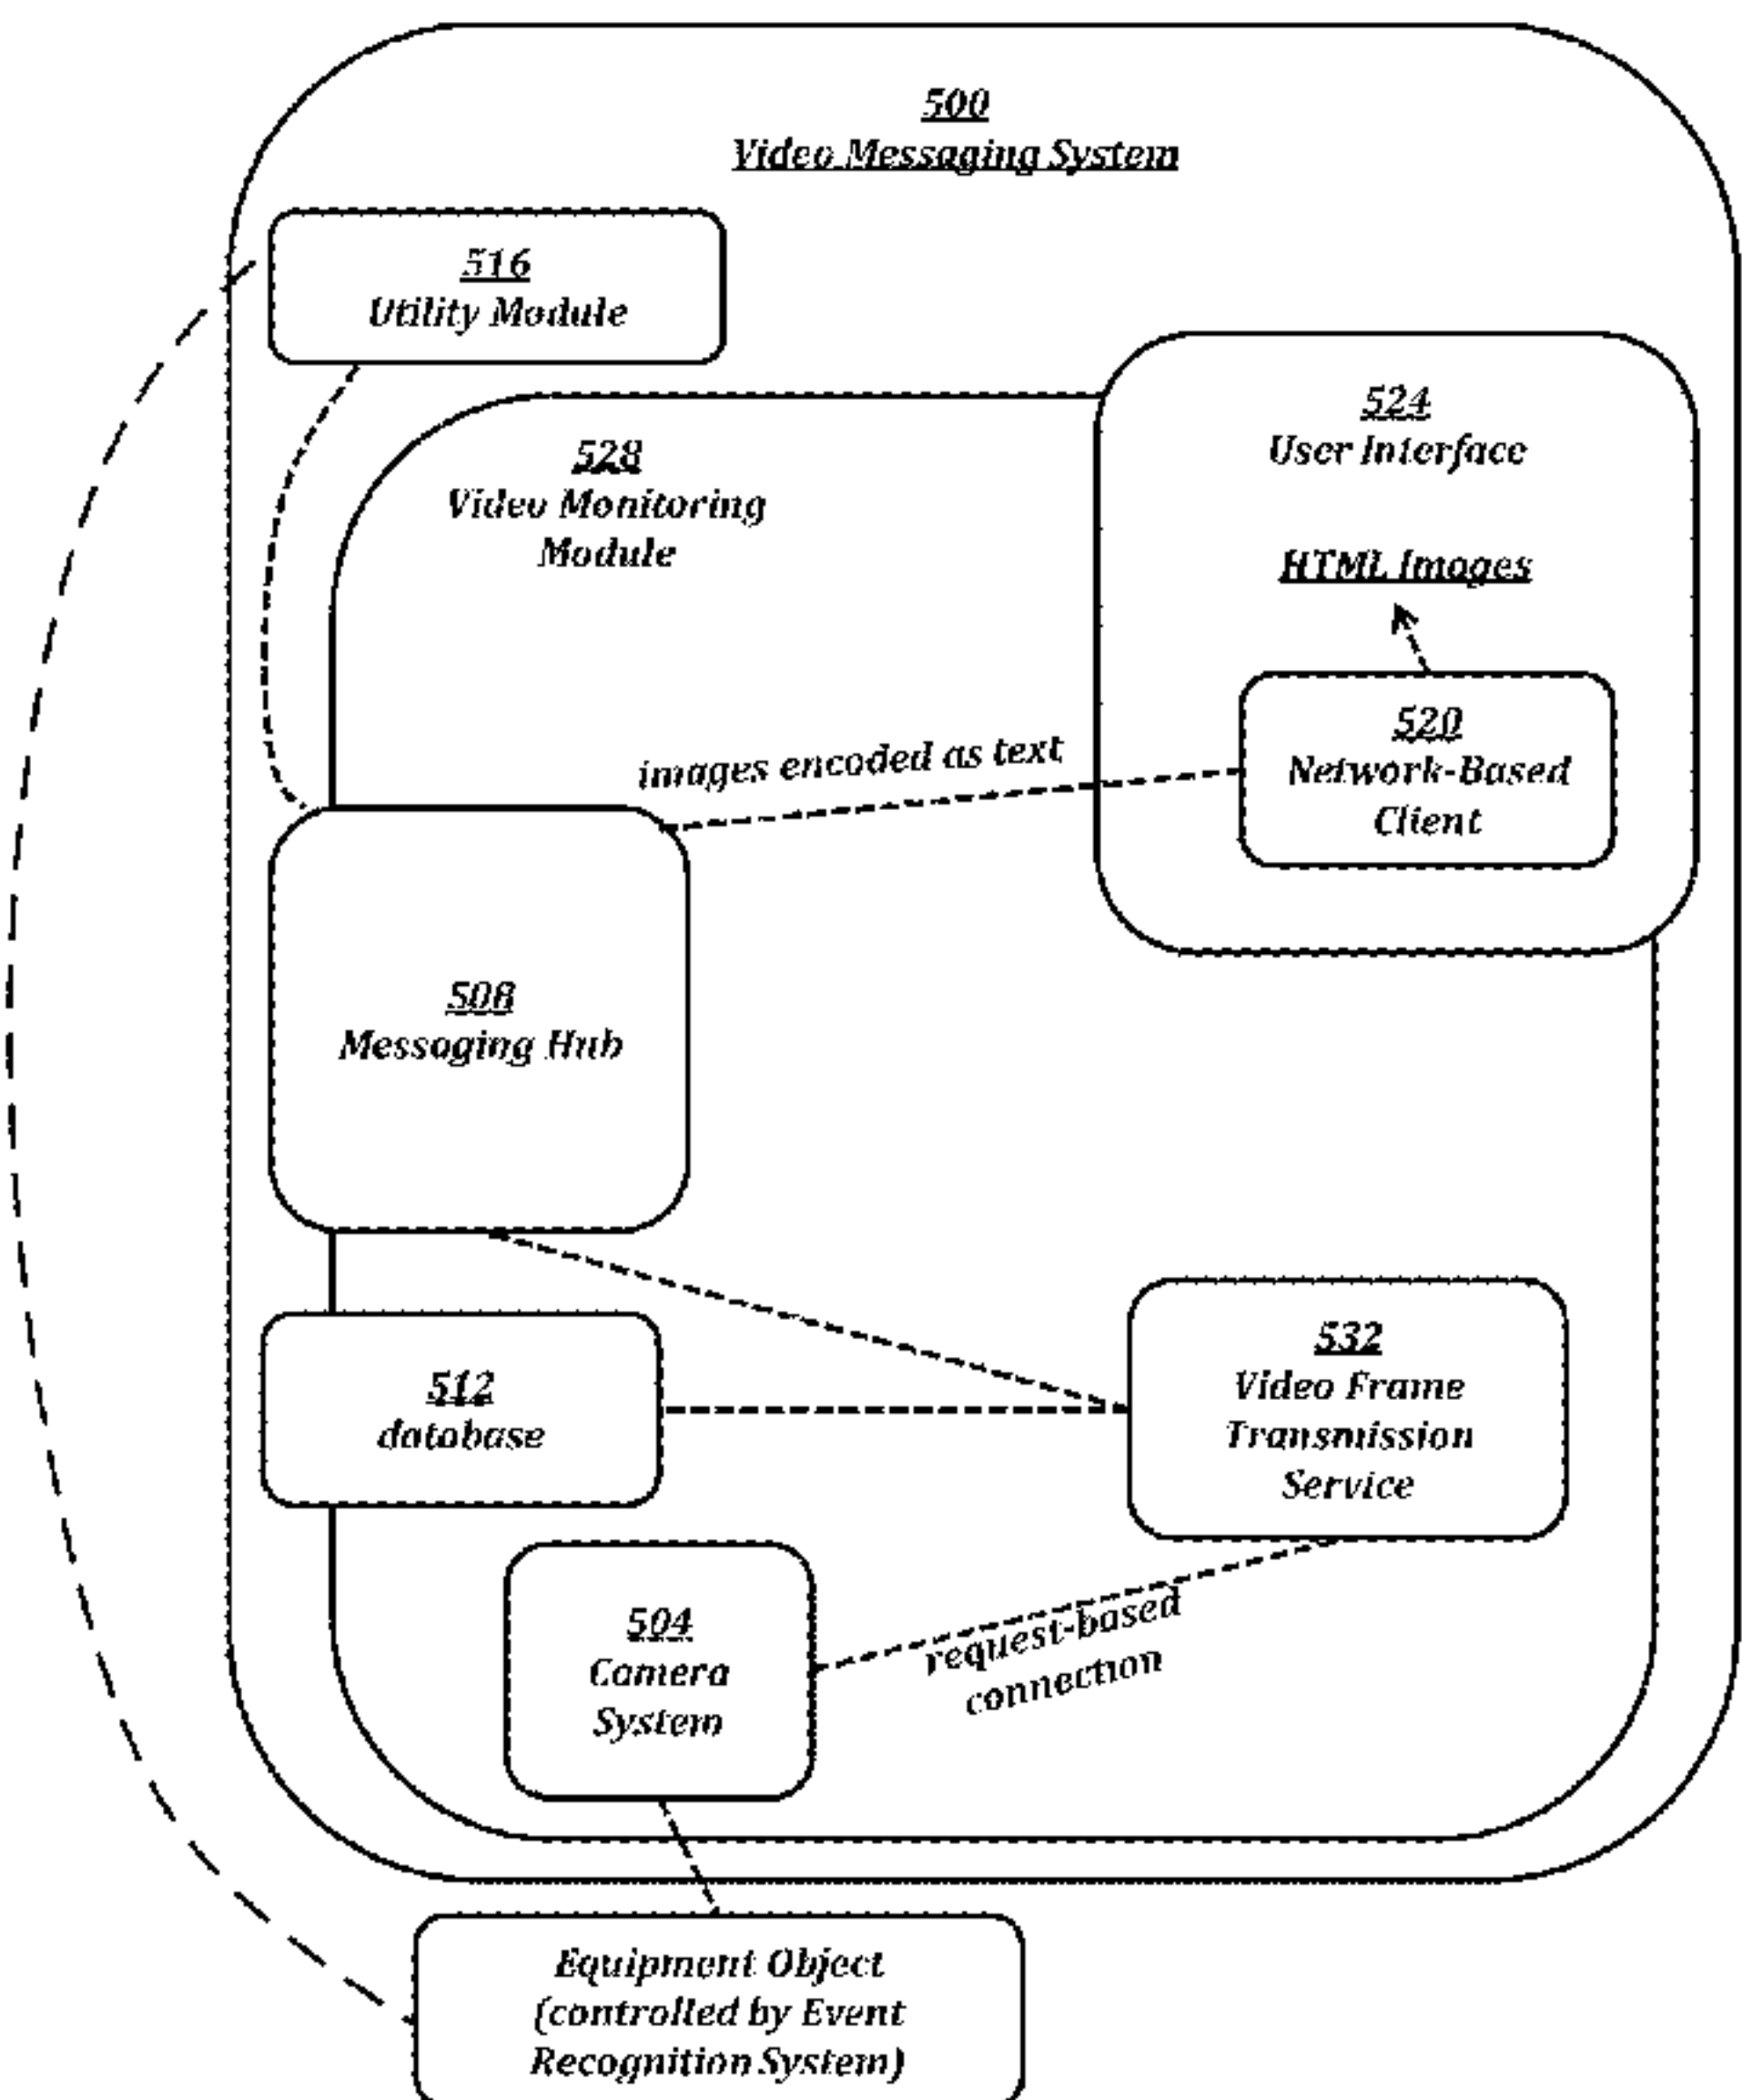 500
Video Messaging System
516
Utility Module
524
User Interface
528
Video Monitoring
Module
HTML Images
520
Network-Based
Client
images encoded as text
508
Messaging Hub
532
Video Frame
Transmission
Service
512
database
504
Camera
System
request-based
connection
Equipment Object
(controlled by Event
Recognition System)